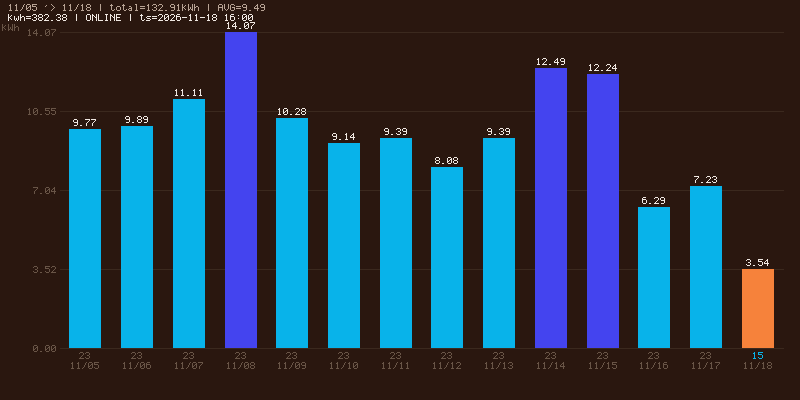 11/05 -> 11/18 | total=132.91kWh | AVG=9.49
Kwh=382.38 | ONLINE | ts=2026-11-18 16:00
kWh
14.07
10.55
7.04
3.52
0.00
9.77 9.89 11.11 14.07 10.28 9.14 9.39 8.08 9.39 12.49 12.24 6.29 7.23 3.54
23 23 23 23 23 23 23 23 23 23 23 23 23 15
11/05 11/06 11/07 11/08 11/09 11/10 11/11 11/12 11/13 11/14 11/15 11/16 11/17 11/18